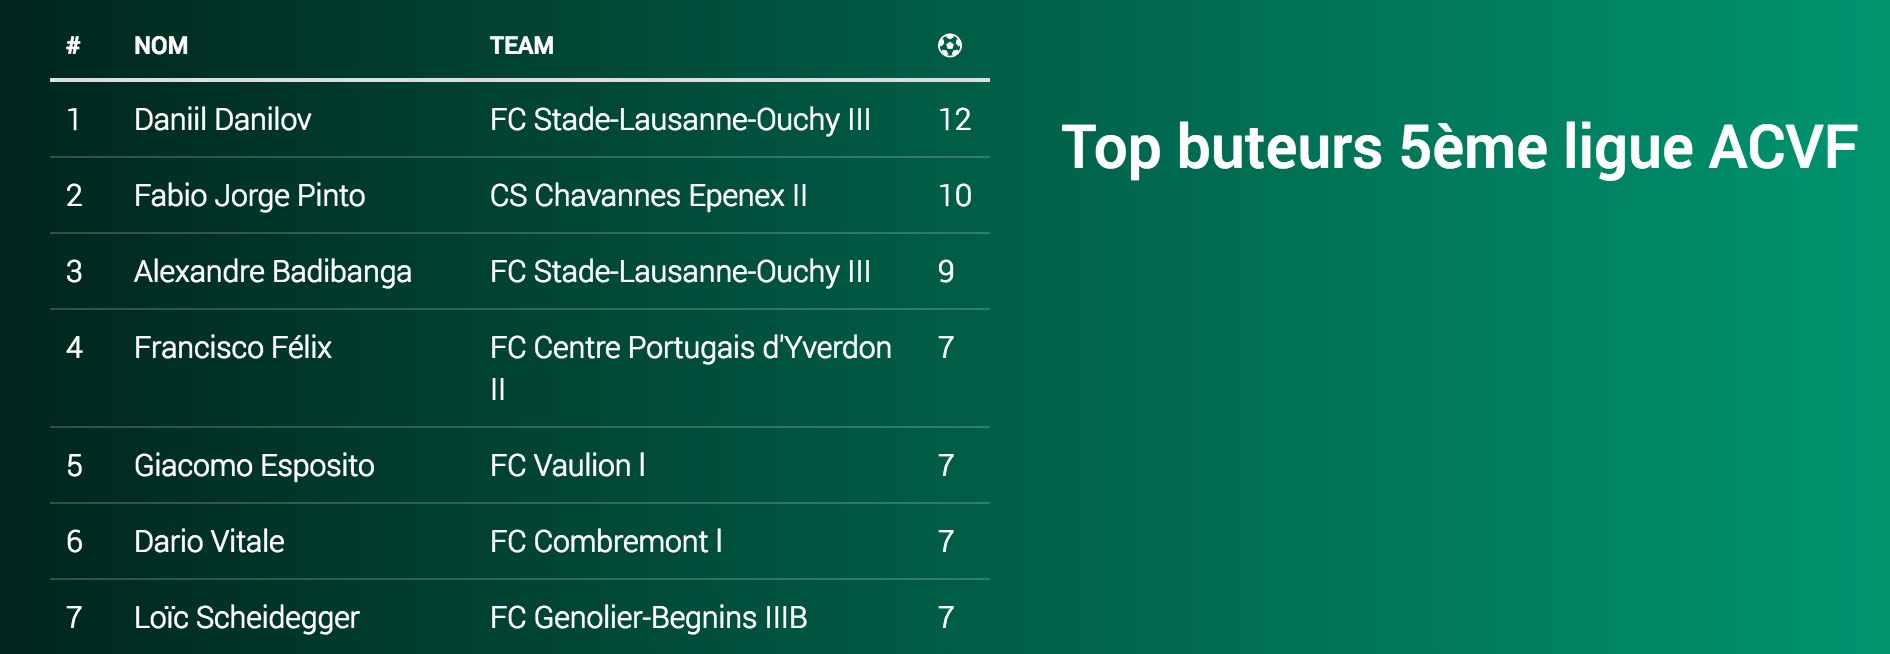 # NOM TEAM
1 Daniil Danilov FC Stade-Lausanne-Ouchy III 12
Top buteurs 5ème ligue ACVF
2 Fabio Jorge Pinto CS Chavannes Epenex II 10
3 Alexandre Badibanga FC Stade-Lausanne-Ouchy III 9
4 Francisco Félix FC Centre Portugais d'Yverdon 7
II
5 Giacomo Esposito FC Vaulion l 7
6 Dario Vitale FC Combremont l 7
7 Loïc Scheidegger FC Genolier-Begnins IIIB 7